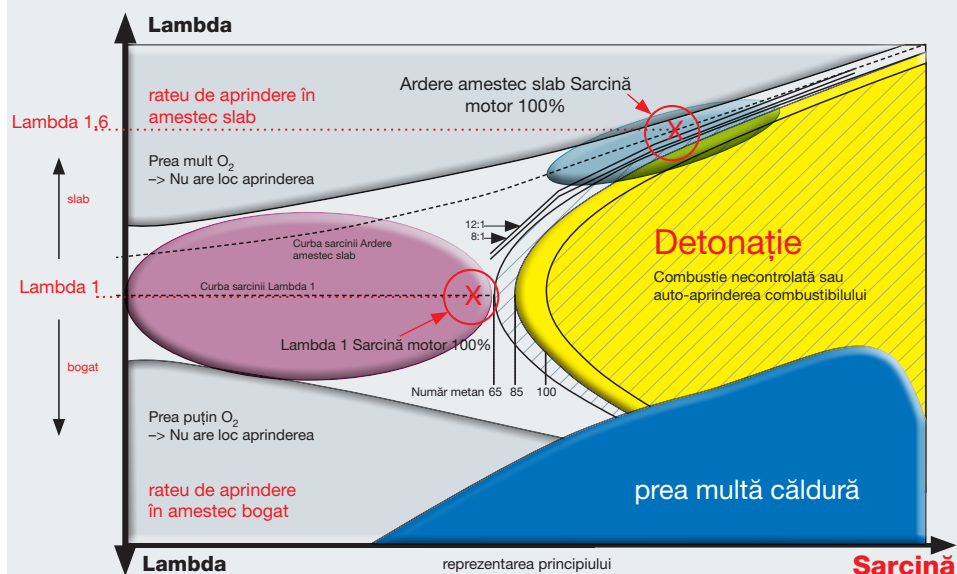 Lambda
Ardere amestec slab Sarcină
motor 100%
rateu de aprindere în
amestec slab
Lambda 1,6
X
Prea mult O2
–> Nu are loc aprinderea
slab
12:1
8:1
Curba sarcinii Ardere
amestec slab
Detonație
Combustie necontrolată sau
auto-aprinderea combustibilului
Lambda 1
Curba sarcinii Lambda 1
X
Lambda 1 Sarcină motor 100%
bogat
Număr metan 65 85 100
Prea puțin O2
–> Nu are loc aprinderea
rateu de aprindere
în amestec bogat
prea multă căldură
Lambda
reprezentarea principiului
Sarcină